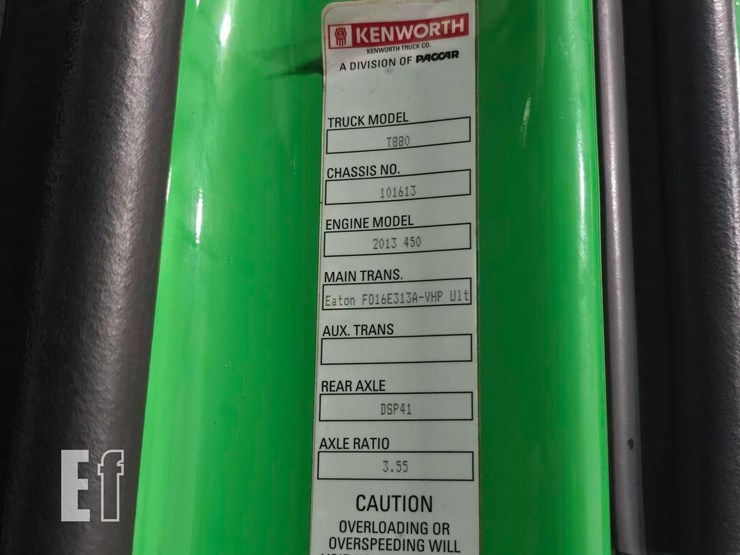 KENWORTH
KENWORTH TRUCK CO.
A DIVISION OF PACCAR
TRUCK MODEL
T880
CHASSIS NO.
101613
ENGINE MODEL
2013 450
MAIN TRANS.
Eaton FO16E313A-VHP Ult
AUX. TRANS
REAR AXLE
DSP41
AXLE RATIO
3.55
CAUTION
OVERLOADING OR
OVERSPEEDING WILL
Ef